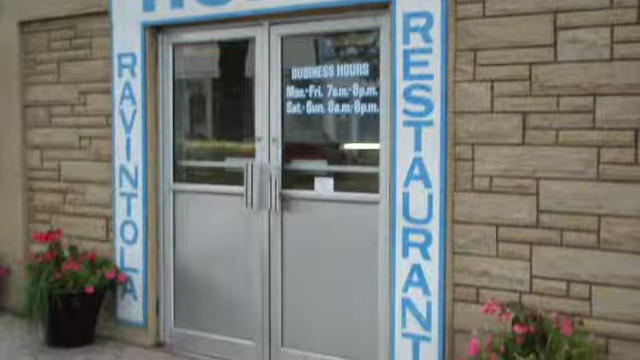 RAVINTOLA
BUSINESS HOURS
Mon.-Fri. 7a.m.-8p.m.
Sat.-Sun. 8a.m.-8p.m.
RESTAURANT